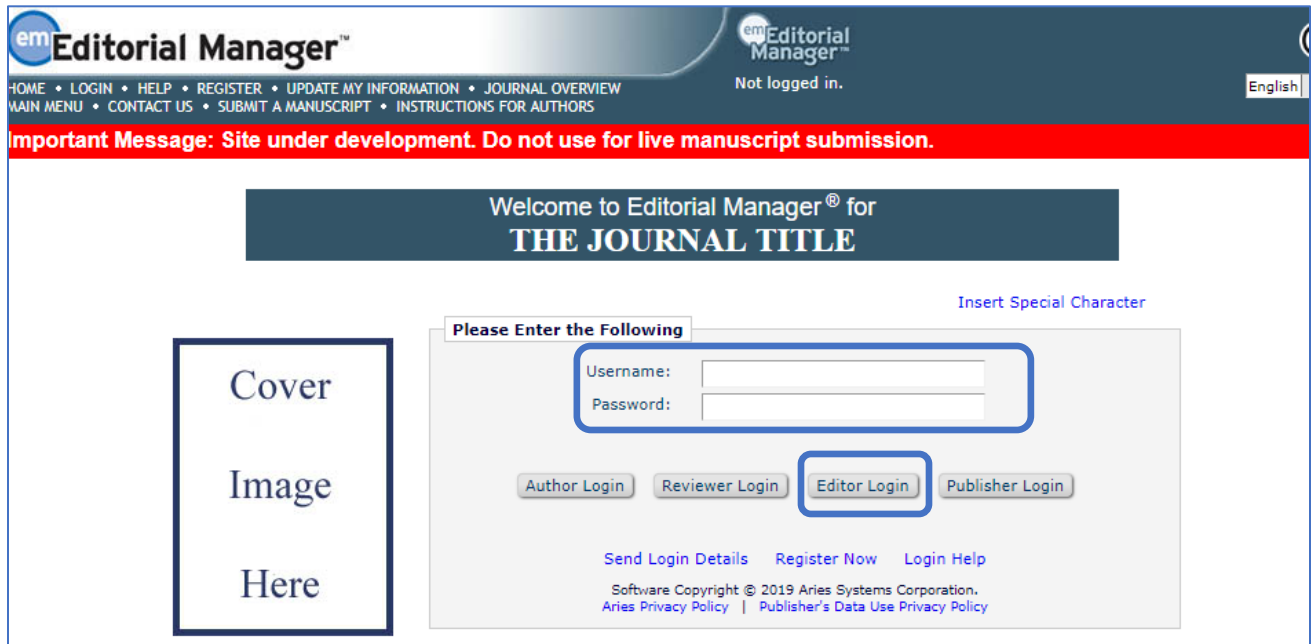 em Editorial Manager™
em Editorial
Manager™
Not logged in.
HOME • LOGIN • HELP • REGISTER • UPDATE MY INFORMATION • JOURNAL OVERVIEW
MAIN MENU • CONTACT US • SUBMIT A MANUSCRIPT • INSTRUCTIONS FOR AUTHORS
English
Important Message: Site under development. Do not use for live manuscript submission.
Welcome to Editorial Manager® for
THE JOURNAL TITLE
Insert Special Character
Please Enter the Following
Username:
Password:
Cover
Image
Here
Author Login Reviewer Login Editor Login Publisher Login
Send Login Details Register Now Login Help
Software Copyright © 2019 Aries Systems Corporation.
Aries Privacy Policy | Publisher's Data Use Privacy Policy